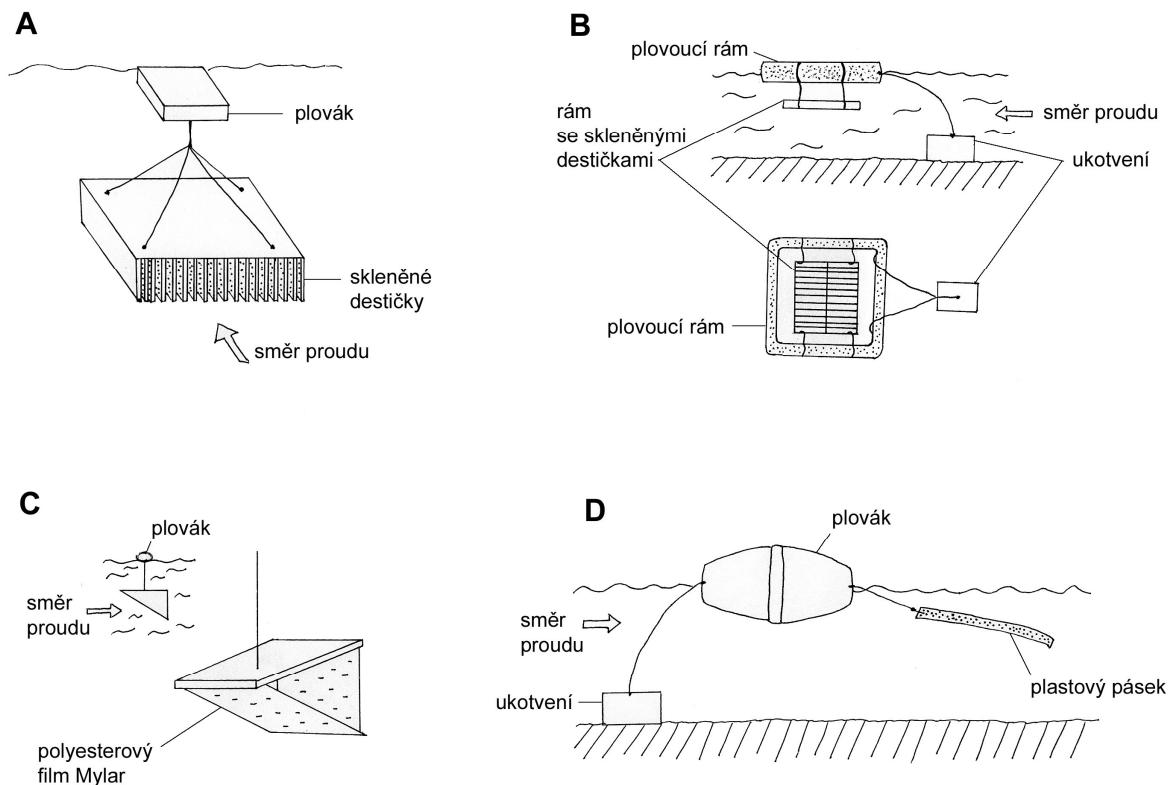 A
plovák
skleněné
destičky
směr proudu
B
plovoucí rám
rám
se skleněnými
destičkami
směr proudu
ukotvení
plovoucí rám
C
plovák
směr
proudu
polyesterový
film Mylar
D
plovák
směr
proudu
ukotvení
plastový pásek